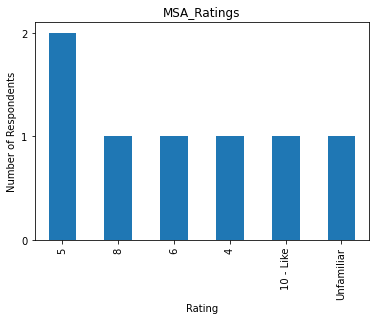 MSA_Ratings
Number of Respondents
2
1
0
5
8
6
4
10 - Like
Unfamiliar
Rating